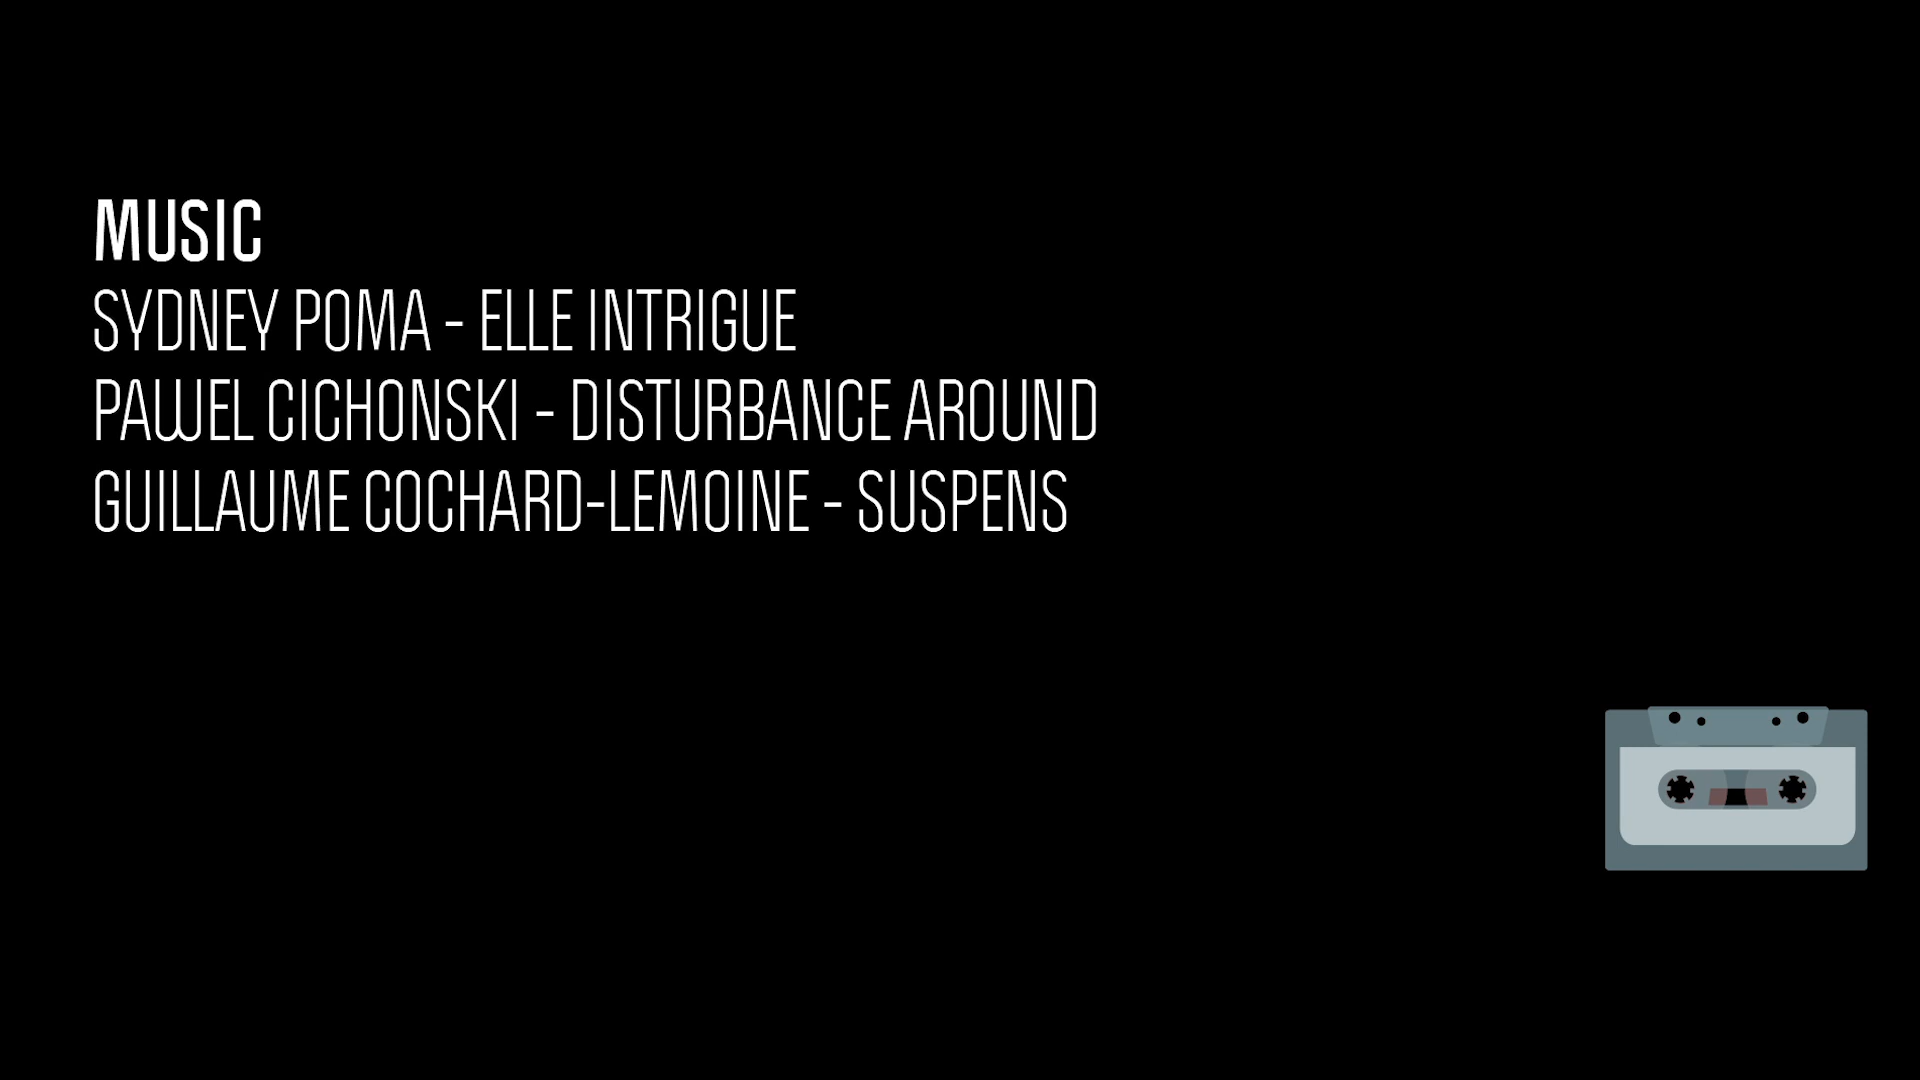 MUSIC
SYDNEY POMA - ELLE INTRIGUE
PAWEL CICHONSKI - DISTURBANCE AROUND
GUILLAUME COCHARD-LEMOINE - SUSPENS